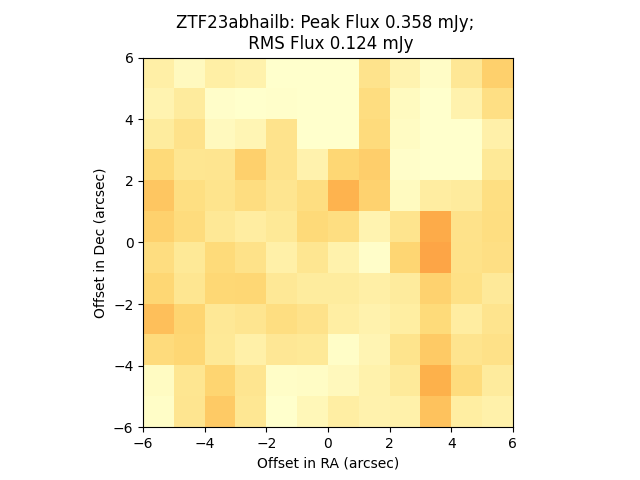 ZTF23abhailb: Peak Flux 0.358 mJy;
RMS Flux 0.124 mJy
6
4
2
0
−2
−4
−6
Offset in Dec (arcsec)
−6 −4 −2 0 2 4 6
Offset in RA (arcsec)